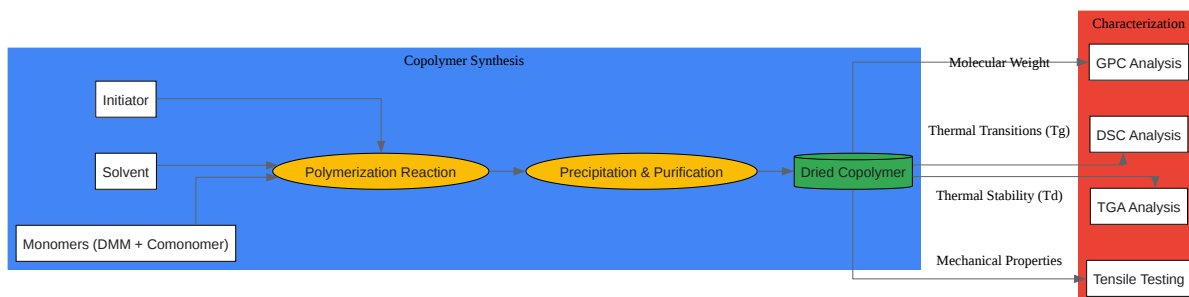 Characterization
Copolymer Synthesis
Molecular Weight
GPC Analysis
Initiator
Thermal Transitions (Tg)
DSC Analysis
Solvent
Polymerization Reaction
Precipitation & Purification
Dried Copolymer
Thermal Stability (Td)
TGA Analysis
Monomers (DMM + Comonomer)
Mechanical Properties
Tensile Testing